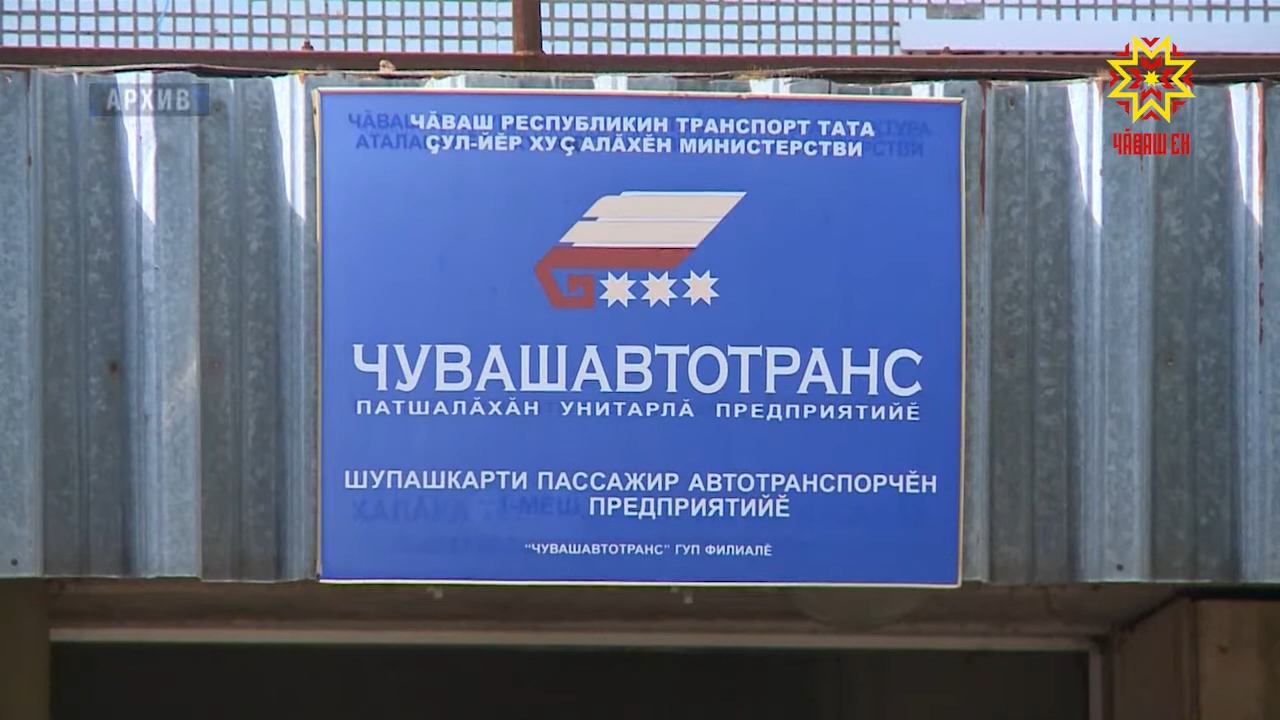 АРХИВ
ЧӐВАШ ЕН
ЧӐВАШ РЕСПУБЛИКИН ТРАНСПОРТ ТАТА
ҪУЛ-ЙӖР ХУҪАЛӐХӖН МИНИСТЕРСТВИ
ЧУВАШАВТОТРАНС
ПАТШАЛӐХӐН УНИТАРЛӐ ПРЕДПРИЯТИЙӖ
ШУПАШКАРТИ ПАССАЖИР АВТОТРАНСПОРЧӖН
ПРЕДПРИЯТИЙӖ
"ЧУВАШАВТОТРАНС" ГУП ФИЛИАЛӖ